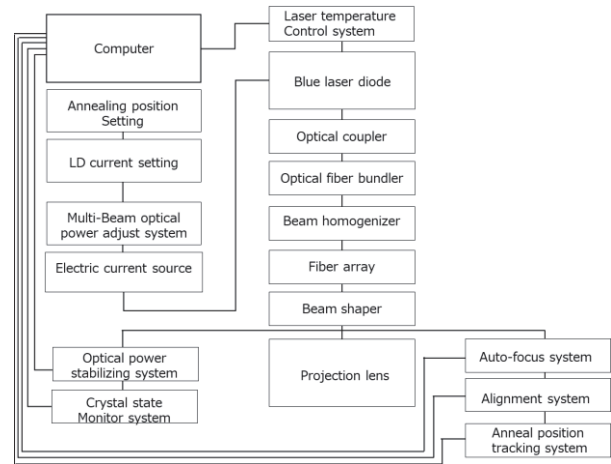 Computer
Annealing position
Setting
LD current setting
Multi-Beam optical
power adjust system
Electric current source
Laser temperature
Control system
Blue laser diode
Optical coupler
Optical fiber bundler
Beam homogenizer
Fiber array
Beam shaper
Optical power
stabilizing system
Crystal state
Monitor system
Projection lens
Auto-focus system
Alignment system
Anneal position
tracking system